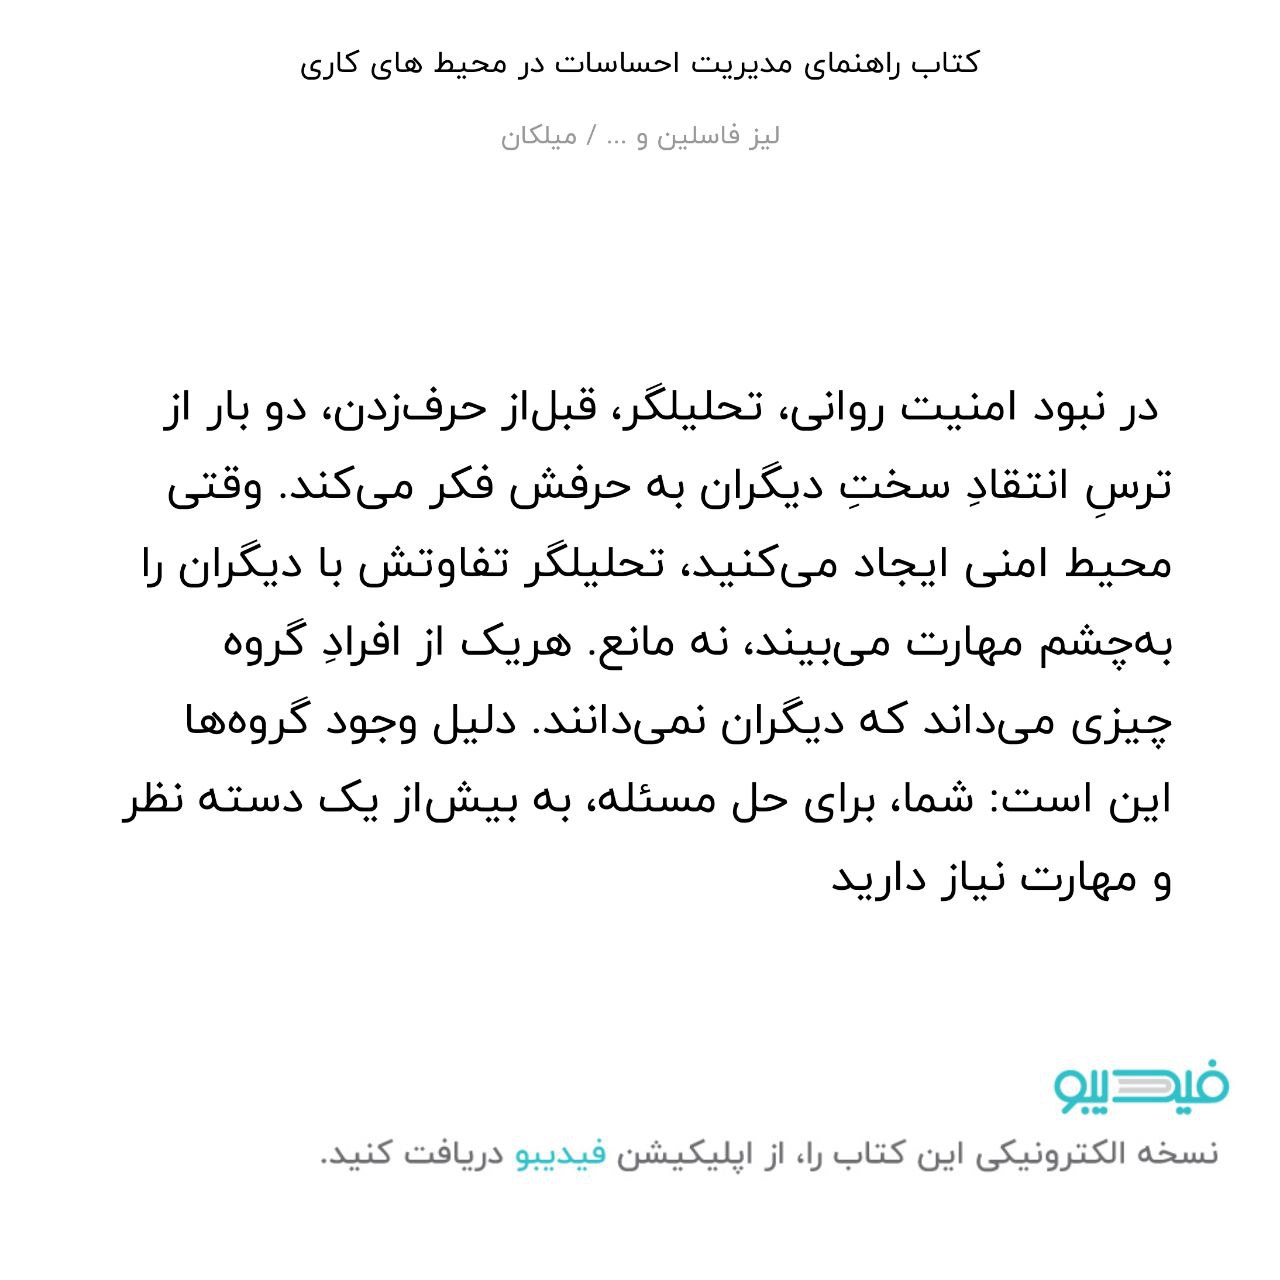 کتاب راهنمای مدیریت احساسات در محیط های کاری
لیز فاسلین و ... / میلکان
در نبود امنیت روانی، تحلیلگر، قبل‌از حرف‌زدن، دو بار از
ترسِ انتقادِ سختِ دیگران به حرفش فکر می‌کند. وقتی
محیط امنی ایجاد می‌کنید، تحلیلگر تفاوتش با دیگران را
به‌چشم مهارت می‌بیند، نه مانع. هریک از افرادِ گروه
چیزی می‌داند که دیگران نمی‌دانند. دلیل وجود گروه‌ها
این است: شما، برای حل مسئله، به بیش‌از یک دسته نظر
و مهارت نیاز دارید
فیدیبو
نسخه الکترونیکی این کتاب را، از اپلیکیشن فیدیبو دریافت کنید.